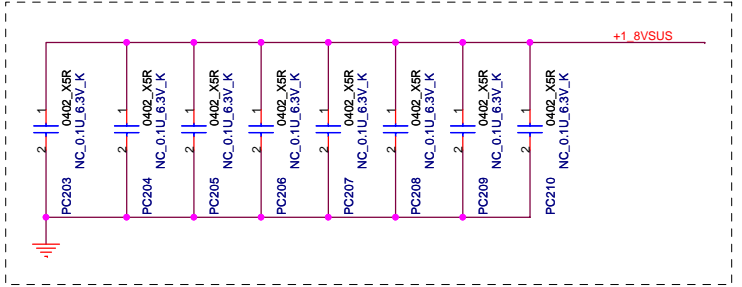 +1_8VSUS
1
2
0402_X5R
NC_0.1U_6.3V_K
PC203
1
2
0402_X5R
NC_0.1U_6.3V_K
PC204
1
2
0402_X5R
NC_0.1U_6.3V_K
PC205
1
2
0402_X5R
NC_0.1U_6.3V_K
PC206
1
2
0402_X5R
NC_0.1U_6.3V_K
PC207
1
2
0402_X5R
NC_0.1U_6.3V_K
PC208
1
2
0402_X5R
NC_0.1U_6.3V_K
PC209
1
2
0402_X5R
NC_0.1U_6.3V_K
PC210